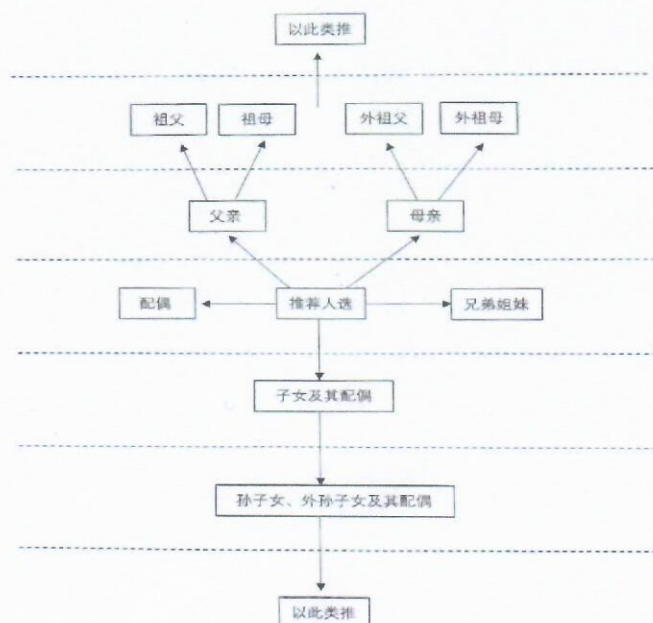 以此类推
祖父
祖母
外祖父
外祖母
父亲
母亲
配偶
推荐人选
兄弟姐妹
子女及其配偶
孙子女、外孙子女及其配偶
以此类推